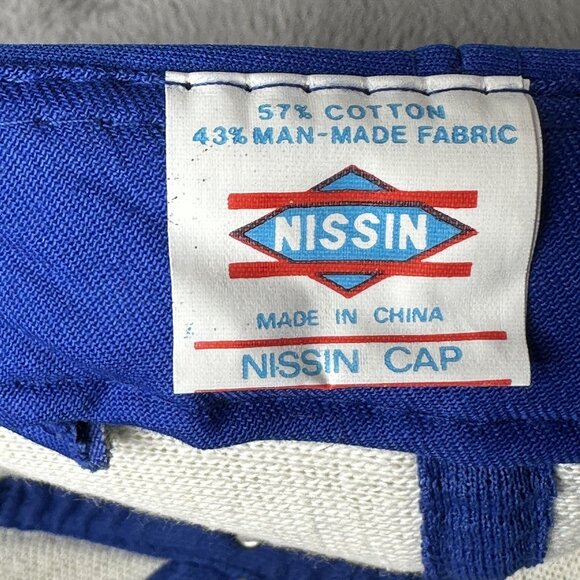 57% COTTON
43% MAN-MADE FABRIC
NISSIN
MADE IN CHINA
NISSIN CAP